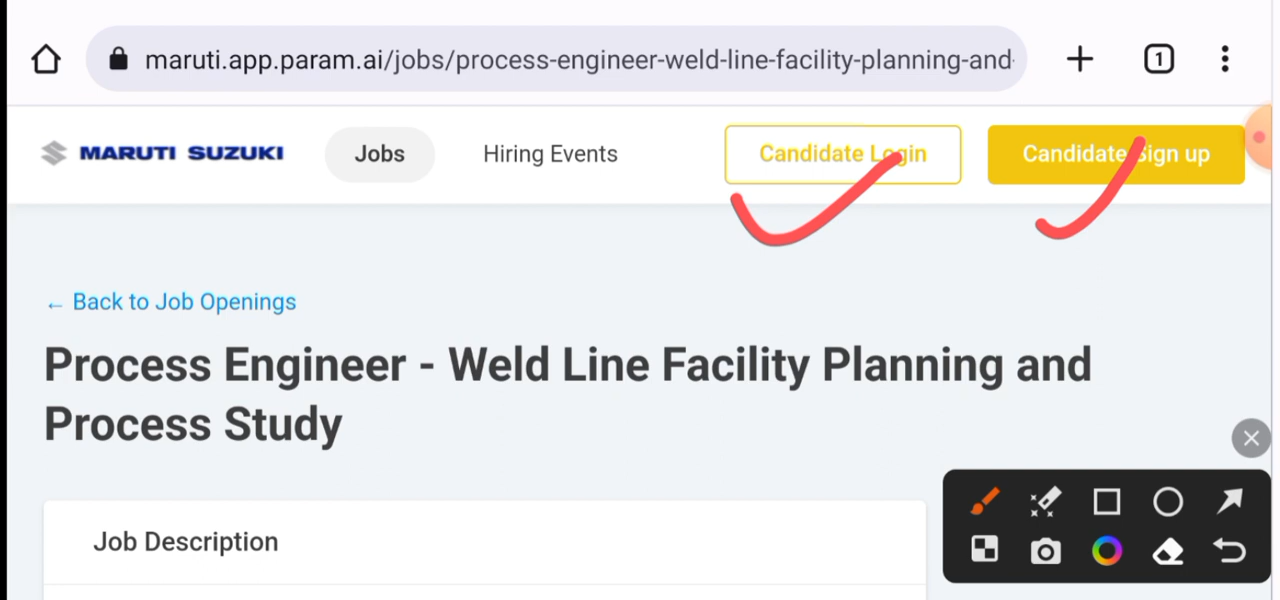 maruti.app.param.ai/jobs/process-engineer-weld-line-facility-planning-and-
1
MARUTI SUZUKI Jobs Hiring Events Candidate Login Candidate Sign up
← Back to Job Openings
Process Engineer - Weld Line Facility Planning and
Process Study
Job Description